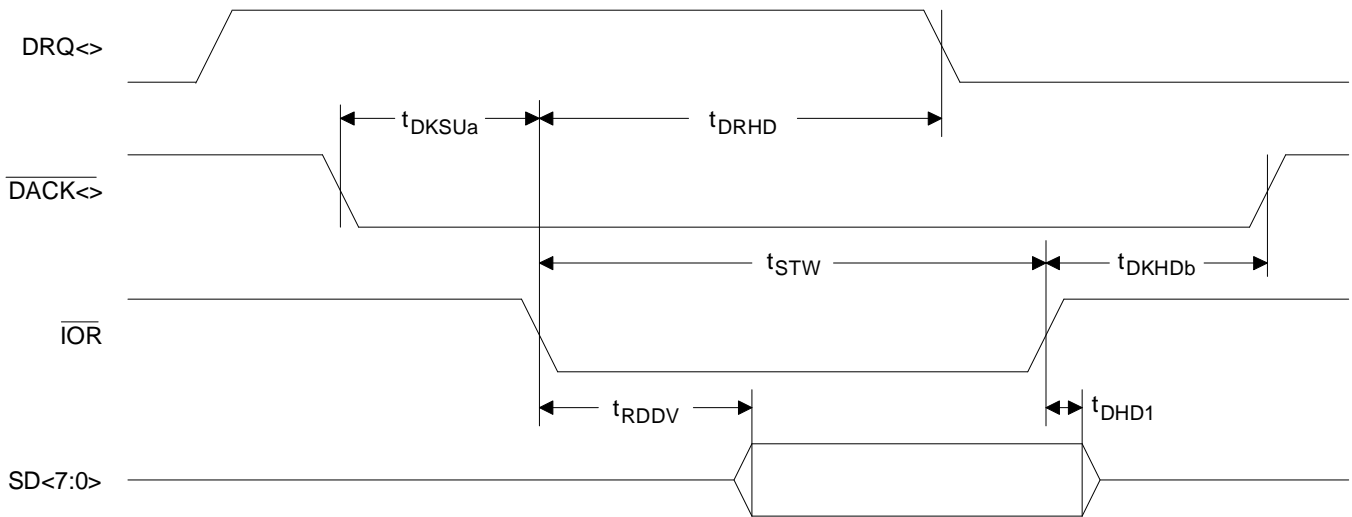 DRQ<>
tDKSUa
tDRHD
DACK<>
tSTW
tDKHDb
IOR
tRDDV
tDHD1
SD<7:0>